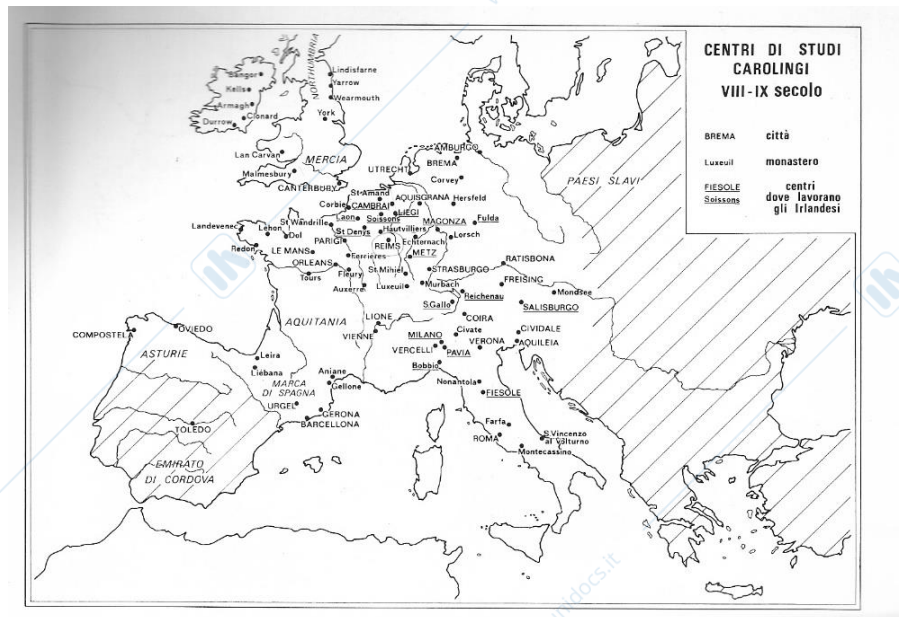 CENTRI DI STUDI
CAROLINGI
VIII-IX secolo
BREMA città
Luxeuil monastero
FIESOLE centri
Soissons dove lavorano
gli Irlandesi
NORTHUMBRIA
Lindisfarne
Bangor
Yarrow
Kells
Wearmouth
Armagh
Clonard
Durrow
York
Lan Carvan
MERCIA
Malmesbury
CANTERBURY
AMBURGO
BREMA
UTRECHT
Corvey
PAESI SLAVI
St-Amand
AQUISGRANA
Hersfeld
Corbie
CAMBRAI
LIEGI
Laon
Soissons
Fulda
St Wandrille
MAGONZA
Landevenec
Lehon
Dol
St Denys
Hautvilliers
Lorsch
PARIGI
REIMS
Echternach
Redon
LE MANS
METZ
Ferrières
RATISBONA
ORLEANS
Fleury
St.Mihiel
STRASBURGO
Tours
FREISING
Auxerre
Luxeuil
Murbach
Reichenau
Mondsee
S.Gallo
SALISBURGO
COIRA
AQUITANIA
LIONE
VIENNE
Civate
CIVIDALE
MILANO
VERONA
AQUILEIA
VERCELLI
PAVIA
COMPOSTELA
OVIEDO
ASTURIE
Leira
Liébana
Bobbio
Aniane
Nonantola
MARCA
DI SPAGNA
Gellone
FIESOLE
URGEL
GERONA
BARCELLONA
TOLEDO
Farfa
ROMA
S.Vincenzo
al Volturno
Montecassino
EMIRATO
DI CORDOVA
unidocs.it